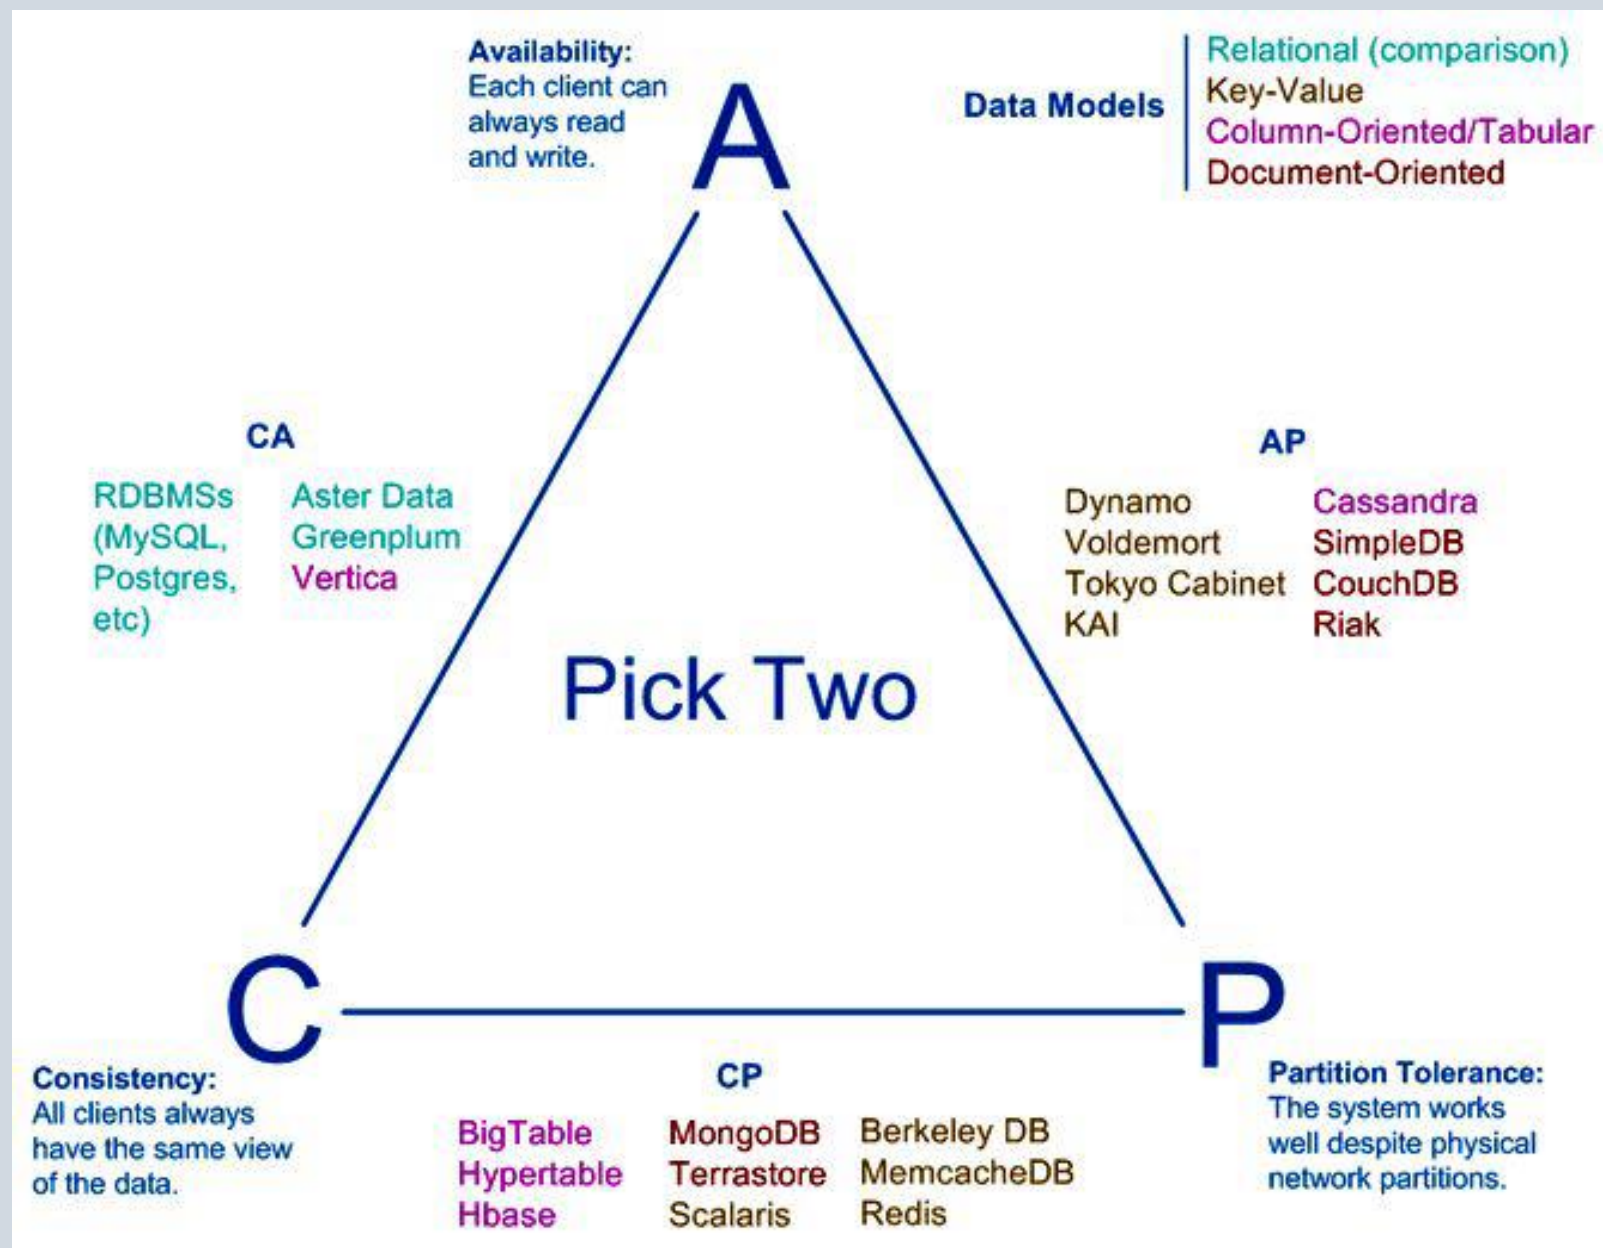 Availability:
Each client can
always read
and write.
A
Data Models
Relational (comparison)
Key-Value
Column-Oriented/Tabular
Document-Oriented
CA
RDBMSs
(MySQL,
Postgres,
etc)
Aster Data
Greenplum
Vertica
AP
Dynamo
Voldemort
Tokyo Cabinet
KAI
Cassandra
SimpleDB
CouchDB
Riak
Pick Two
C
P
Consistency:
All clients always
have the same view
of the data.
CP
BigTable
Hypertable
Hbase
MongoDB
Terrastore
Scalaris
Berkeley DB
MemcacheDB
Redis
Partition Tolerance:
The system works
well despite physical
network partitions.